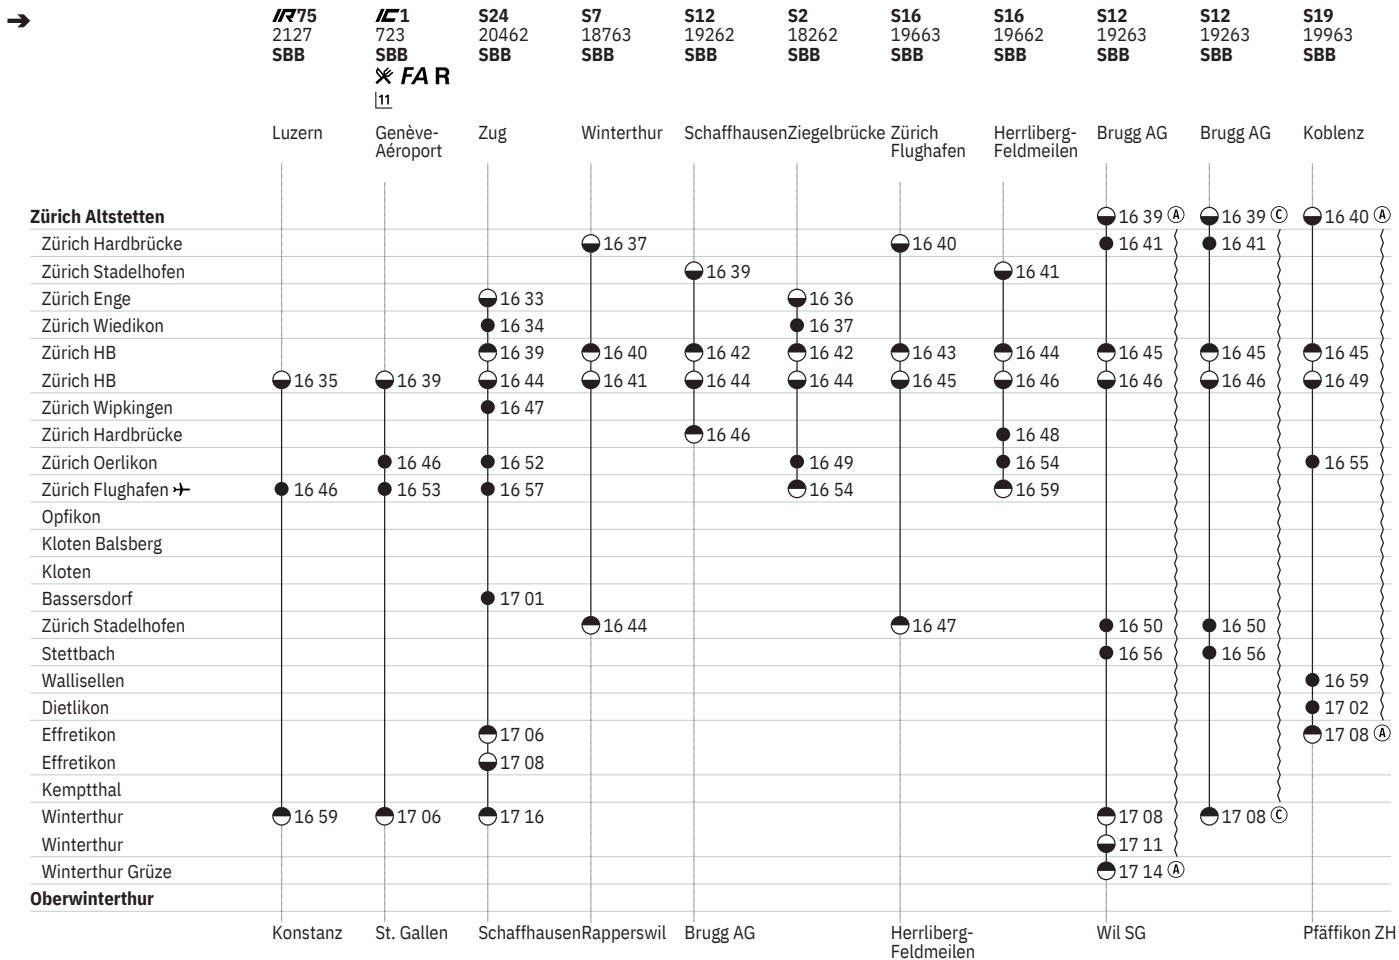 ➔ IR75 IC1 S24 S7 S12 S2 S16 S16 S12 S12 S19
2127 723 20462 18763 19262 18262 19663 19662 19263 19263 19963
SBB SBB SBB SBB SBB SBB SBB SBB SBB SBB SBB
FA R
11
Luzern Genève- Zug Winterthur Schaffhausen Ziegelbrücke Zürich Herrliberg- Brugg AG Brugg AG Koblenz
Aéroport Flughafen Feldmeilen
Zürich Altstetten 16 39 A 16 39 C 16 40 A
Zürich Hardbrücke 16 37 16 40 16 41 16 41
Zürich Stadelhofen 16 39 16 41
Zürich Enge 16 33 16 36
Zürich Wiedikon 16 34 16 37
Zürich HB 16 39 16 40 16 42 16 42 16 43 16 44 16 45 16 45 16 45
Zürich HB 16 35 16 39 16 44 16 41 16 44 16 44 16 45 16 46 16 46 16 46 16 49
Zürich Wipkingen 16 47
Zürich Hardbrücke 16 46 16 48
Zürich Oerlikon 16 46 16 52 16 49 16 54 16 55
Zürich Flughafen 16 46 16 53 16 57 16 54 16 59
Opfikon
Kloten Balsberg
Kloten
Bassersdorf 17 01
Zürich Stadelhofen 16 44 16 47 16 50 16 50
Stettbach 16 56 16 56
Wallisellen 16 59
Dietlikon 17 02
Effretikon 17 06 17 08 A
Effretikon 17 08
Kemptthal
Winterthur 16 59 17 06 17 16 17 08 17 08 C
Winterthur 17 11
Winterthur Grüze 17 14 A
Oberwinterthur
Konstanz St. Gallen Schaffhausen Rapperswil Brugg AG Herrliberg- Wil SG Pfäffikon ZH
Feldmeilen